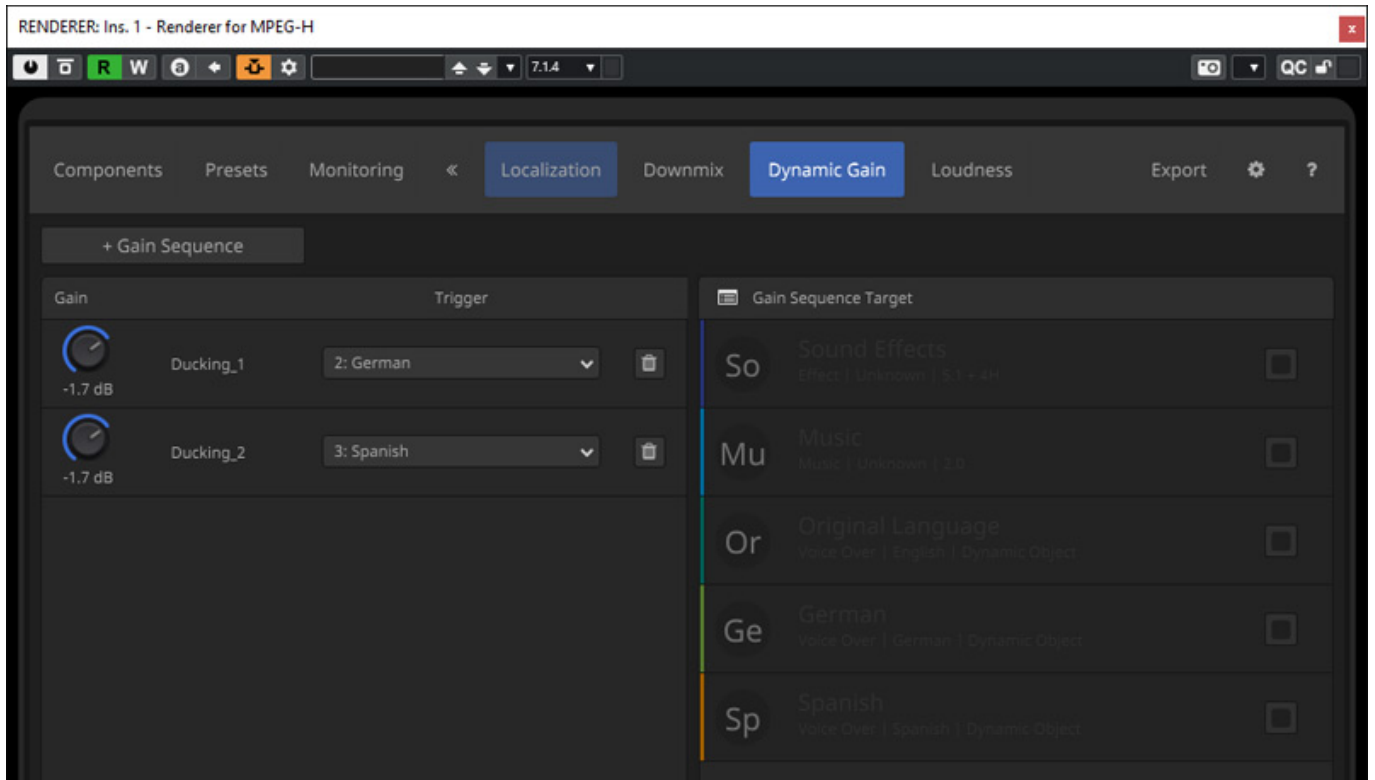 RENDERER: Ins. 1 - Renderer for MPEG-H
x
R W a 7.1.4 QC
Components Presets Monitoring « Localization Downmix Dynamic Gain Loudness Export ?
+ Gain Sequence
Gain Trigger
Ducking_1 2: German
-1.7 dB
Ducking_2 3: Spanish
-1.7 dB
Gain Sequence Target
So Sound Effects
Effect | Unknown | 5.1 + 4H
Mu Music
Music | Unknown | 2.0
Or Original Language
Voice Over | English | Dynamic Object
Ge German
Voice Over | German | Dynamic Object
Sp Spanish
Voice Over | Spanish | Dynamic Object